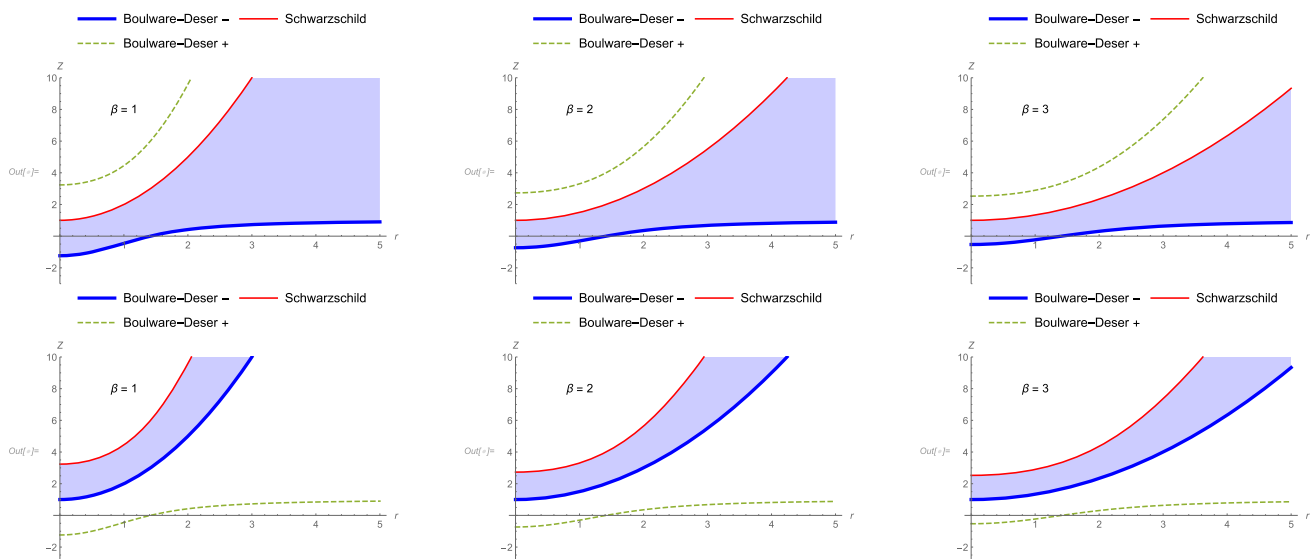 Boulware–Deser – Schwarzschild
Boulware–Deser +
Z
10
8
6
4
2
-2
β = 1
Out[◦]=
1 2 3 4 5 r
Boulware–Deser – Schwarzschild
Boulware–Deser +
Z
10
8
6
4
2
-2
β = 2
Out[◦]=
1 2 3 4 5 r
Boulware–Deser – Schwarzschild
Boulware–Deser +
Z
10
8
6
4
2
-2
β = 3
Out[◦]=
1 2 3 4 5 r
Boulware–Deser – Schwarzschild
Boulware–Deser +
Z
10
8
6
4
2
-2
β = 1
Out[◦]=
1 2 3 4 5 r
Boulware–Deser – Schwarzschild
Boulware–Deser +
Z
10
8
6
4
2
-2
β = 2
Out[◦]=
1 2 3 4 5 r
Boulware–Deser – Schwarzschild
Boulware–Deser +
Z
10
8
6
4
2
-2
β = 3
Out[◦]=
1 2 3 4 5 r